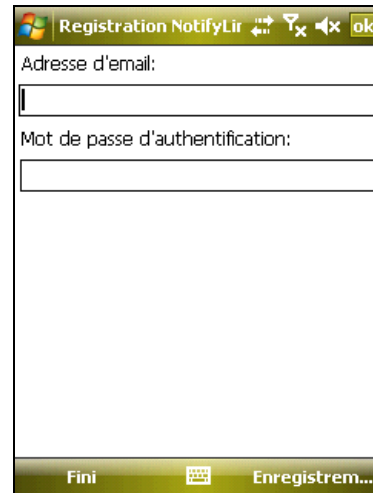 Registration NotifyLir
ok
Adresse d'email:
Mot de passe d'authentification:
Fini
Enregistrem...